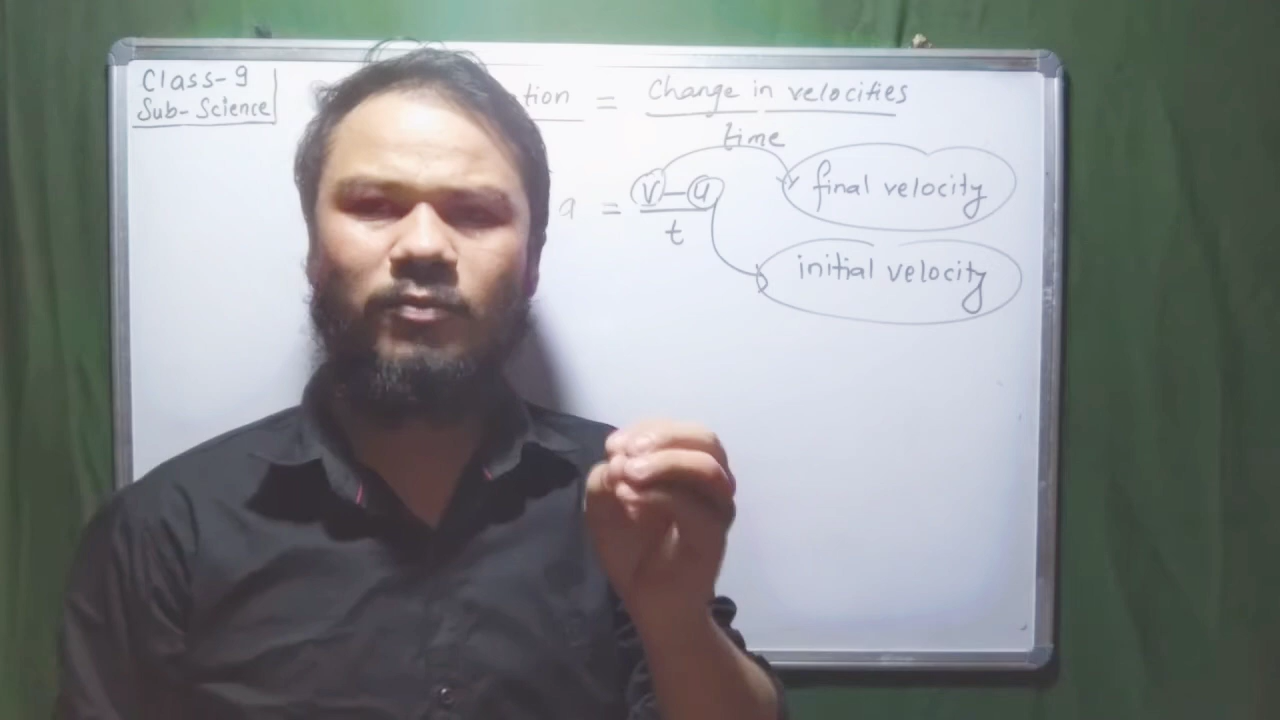 Class-9
Sub-Science
tion = Change in velocities
time
a = v-u
t
final velocity
initial velocity